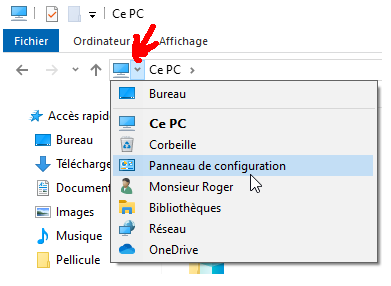 Ce PC
Fichier
Ordinateur
Affichage
Ce PC
Accès rapid
Bureau
Télécharge
Document
Images
Musique
Pellicule
Bureau
Ce PC
Corbeille
Panneau de configuration
Monsieur Roger
Bibliothèques
Réseau
OneDrive